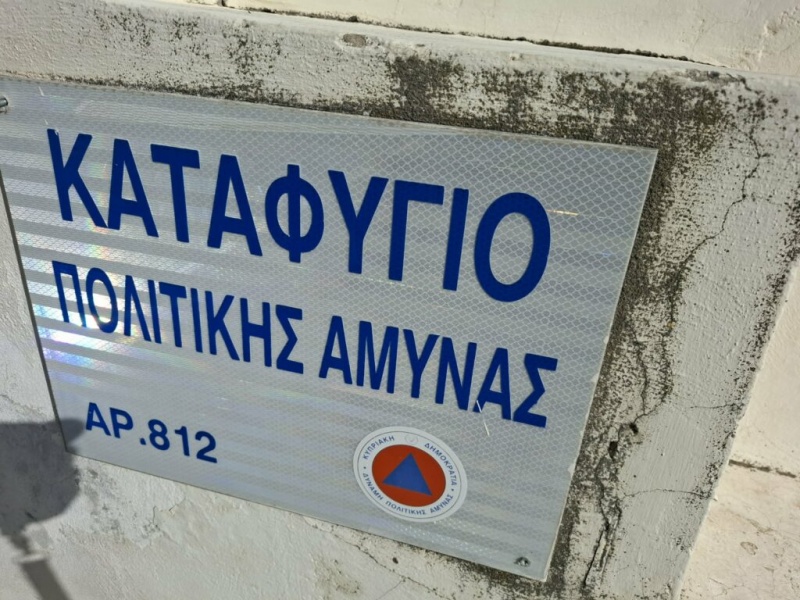 ΚΑΤΑΦΥΓΙΟ
ΠΟΛΙΤΙΚΗΣ ΑΜΥΝΑΣ
ΑΡ.812
ΚΥΠΡΙΑΚΗ ΔΗΜΟΚΡΑΤΙΑ
ΔΥΝΑΜΗ ΠΟΛΙΤΙΚΗΣ ΑΜΥΝΑΣ